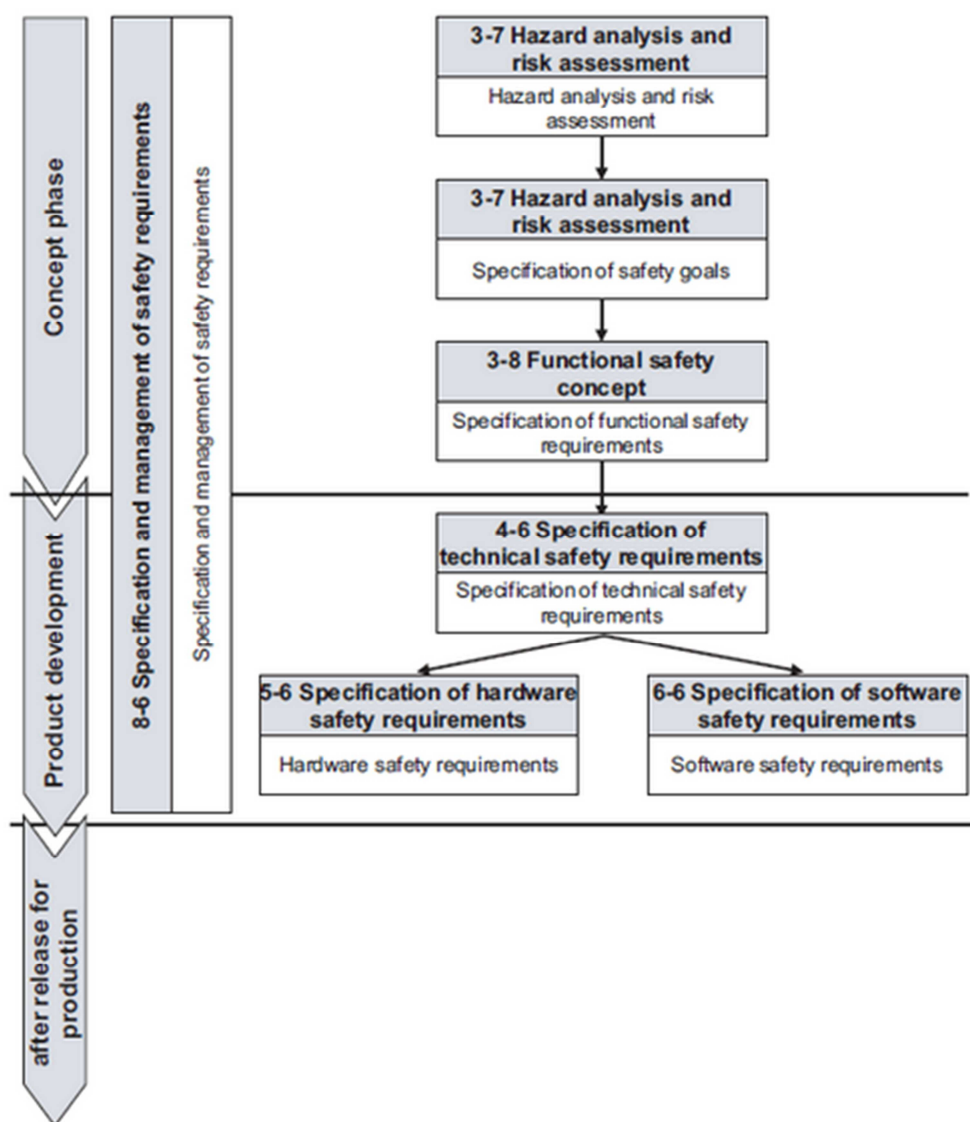 Concept phase
Product development
after release for
production
8-6 Specification and management of safety requirements
Specification and management of safety requirements
3-7 Hazard analysis and
risk assessment
Hazard analysis and risk
assessment
3-7 Hazard analysis and
risk assessment
Specification of safety goals
3-8 Functional safety
concept
Specification of functional safety
requirements
4-6 Specification of
technical safety requirements
Specification of technical safety
requirements
5-6 Specification of hardware
safety requirements
Hardware safety requirements
6-6 Specification of software
safety requirements
Software safety requirements